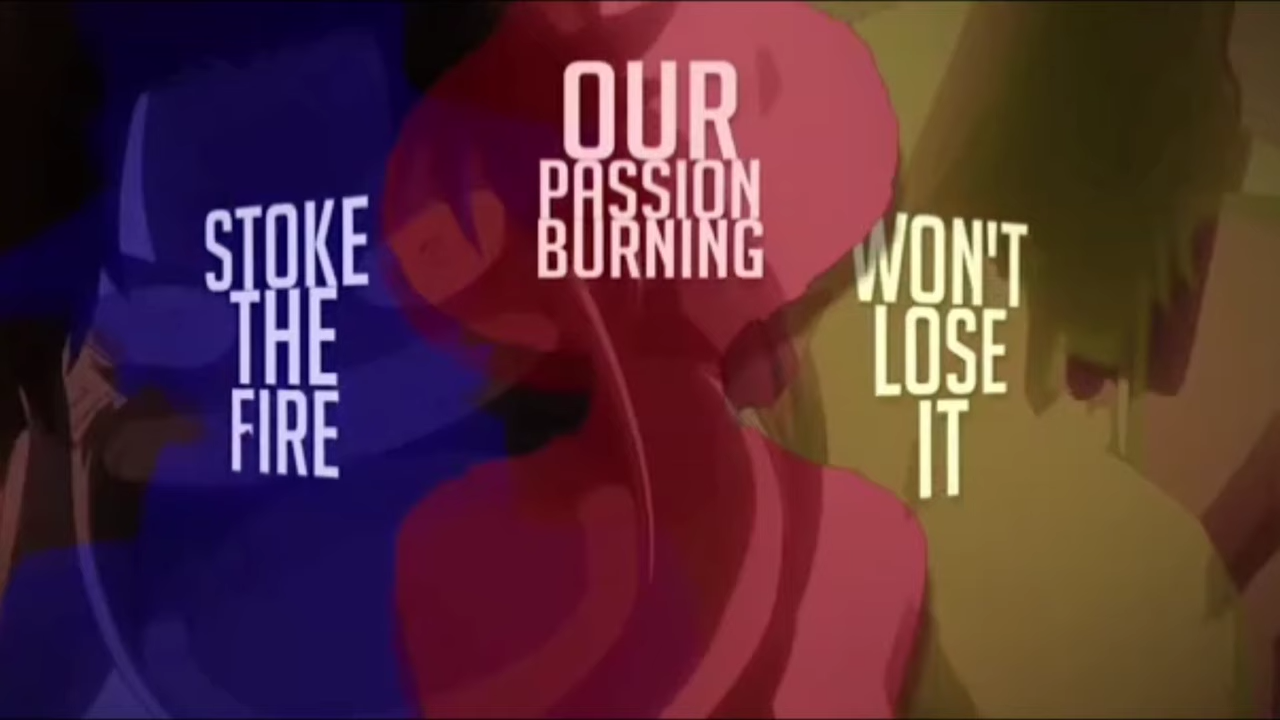 STOKE
THE
FIRE
OUR
PASSION
BURNING
WON'T
LOSE
IT